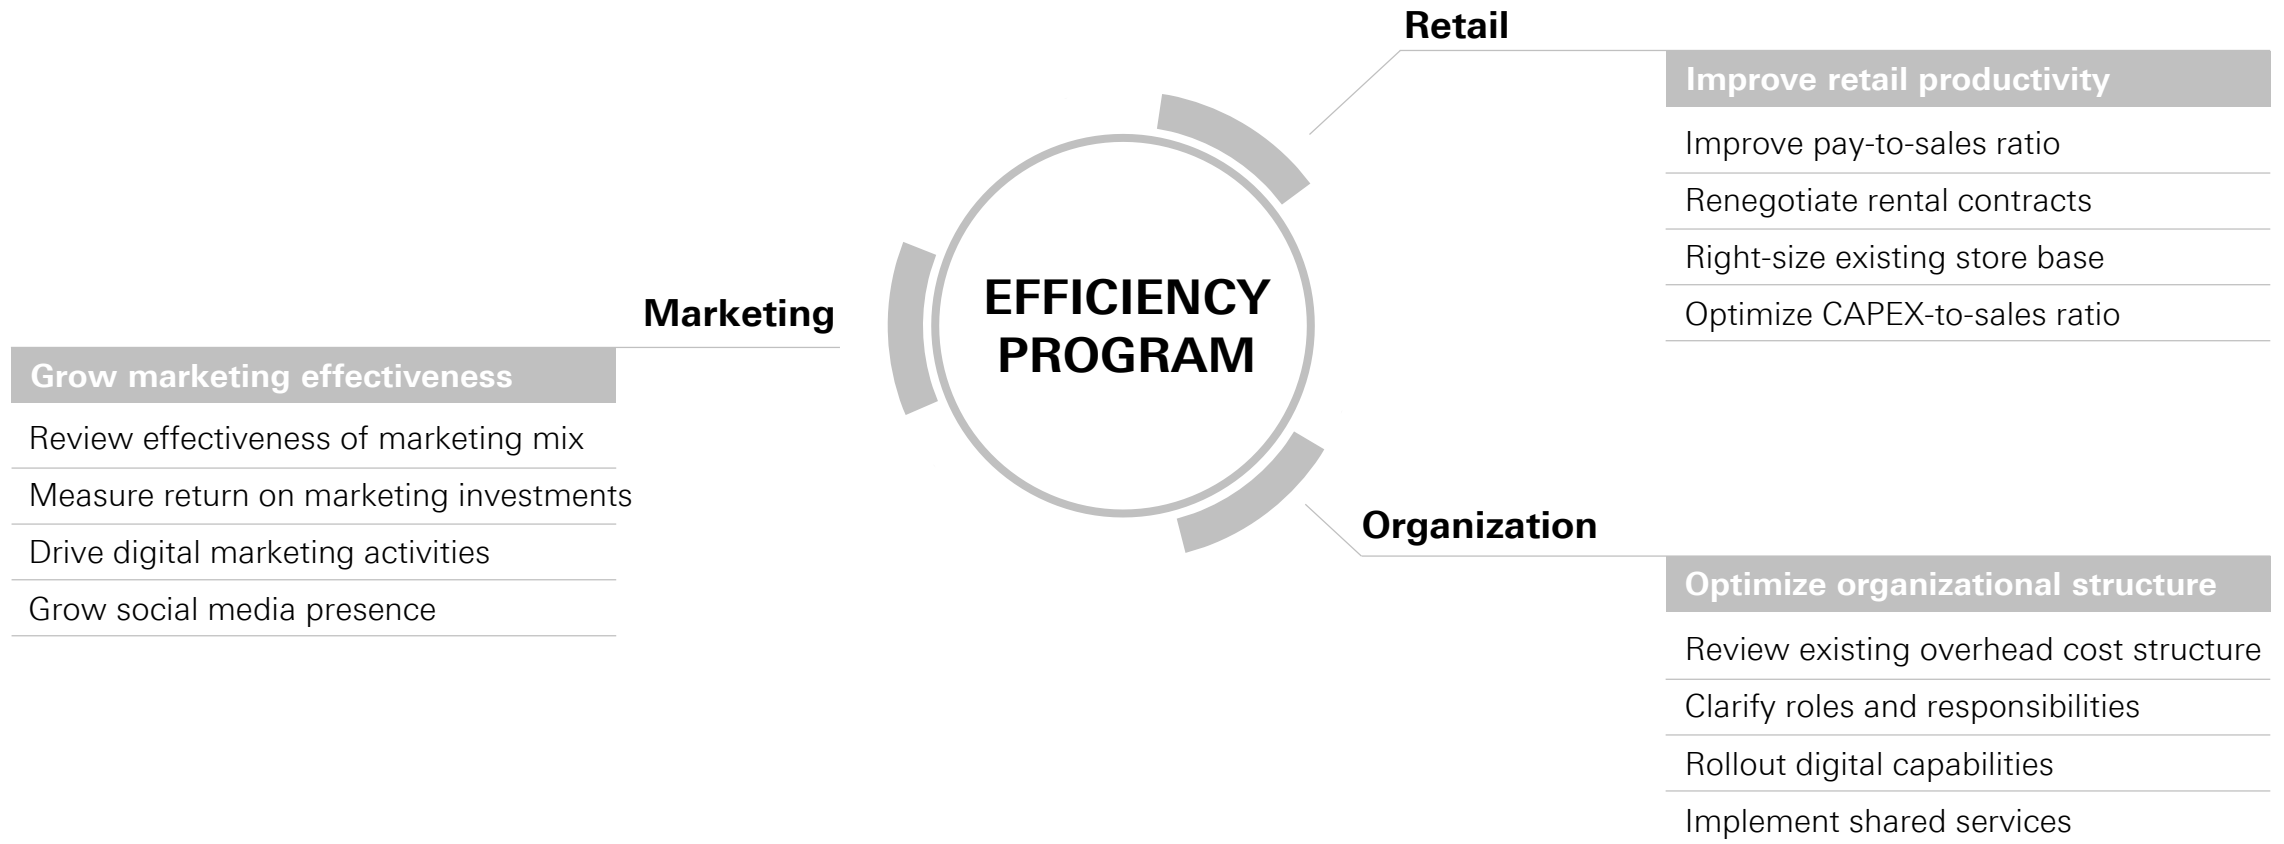 Retail
Improve retail productivity
Improve pay-to-sales ratio
Renegotiate rental contracts
Right-size existing store base
Optimize CAPEX-to-sales ratio
EFFICIENCY
PROGRAM
Marketing
Grow marketing effectiveness
Review effectiveness of marketing mix
Measure return on marketing investments
Drive digital marketing activities
Grow social media presence
Organization
Optimize organizational structure
Review existing overhead cost structure
Clarify roles and responsibilities
Rollout digital capabilities
Implement shared services